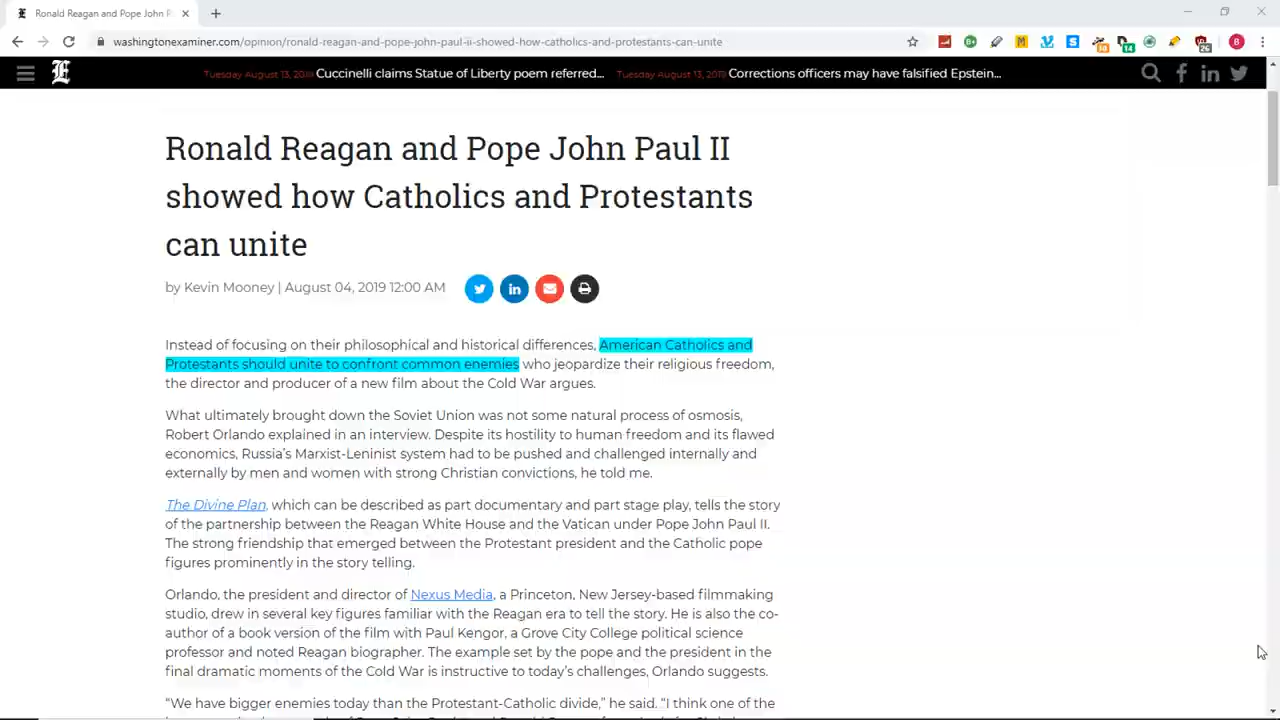 Ronald Reagan and Pope John P
washingtonexaminer.com/opinion/ronald-reagan-and-pope-john-paul-ii-showed-how-catholics-and-protestants-can-unite
Tuesday August 13, 2019 Cuccinelli claims Statue of Liberty poem referred... Tuesday August 13, 2019 Corrections officers may have falsified Epstein...
Ronald Reagan and Pope John Paul II
showed how Catholics and Protestants
can unite
by Kevin Mooney | August 04, 2019 12:00 AM
Instead of focusing on their philosophical and historical differences, American Catholics and
Protestants should unite to confront common enemies who jeopardize their religious freedom,
the director and producer of a new film about the Cold War argues.
What ultimately brought down the Soviet Union was not some natural process of osmosis,
Robert Orlando explained in an interview. Despite its hostility to human freedom and its flawed
economics, Russia's Marxist-Leninist system had to be pushed and challenged internally and
externally by men and women with strong Christian convictions, he told me.
The Divine Plan, which can be described as part documentary and part stage play, tells the story
of the partnership between the Reagan White House and the Vatican under Pope John Paul II.
The strong friendship that emerged between the Protestant president and the Catholic pope
figures prominently in the story telling.
Orlando, the president and director of Nexus Media, a Princeton, New Jersey-based filmmaking
studio, drew in several key figures familiar with the Reagan era to tell the story. He is also the co-
author of a book version of the film with Paul Kengor, a Grove City College political science
professor and noted Reagan biographer. The example set by the pope and the president in the
final dramatic moments of the Cold War is instructive to today's challenges, Orlando suggests.
"We have bigger enemies today than the Protestant-Catholic divide," he said. "I think one of the